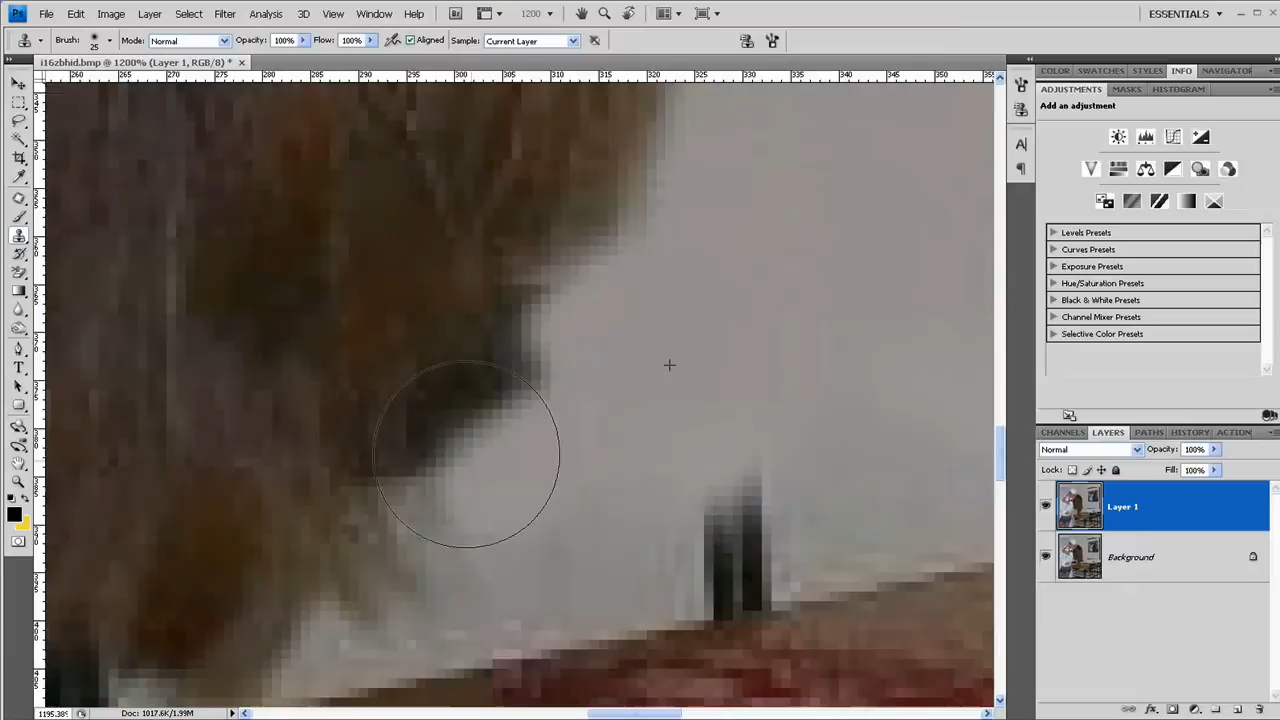 Ps File Edit Image Layer Select Filter Analysis 3D View Window Help Br 1200 ESSENTIALS
Brush: 25 Mode: Normal Opacity: 100% Flow: 100% Aligned Sample: Current Layer
i16zbhid.bmp @ 1200% (Layer 1, RGB/8) *
260 265 270 275 280 285 290 295 300 305 310 315 320 325 330 335 340 345 350 355
COLOR SWATCHES STYLES INFO NAVIGATOR
ADJUSTMENTS MASKS HISTOGRAM
Add an adjustment
Levels Presets
Curves Presets
Exposure Presets
Hue/Saturation Presets
Black & White Presets
Channel Mixer Presets
Selective Color Presets
CHANNELS LAYERS PATHS HISTORY ACTION
Normal Opacity: 100%
Lock: Fill: 100%
Layer 1
Background
Doc: 1017.6K/1.99M